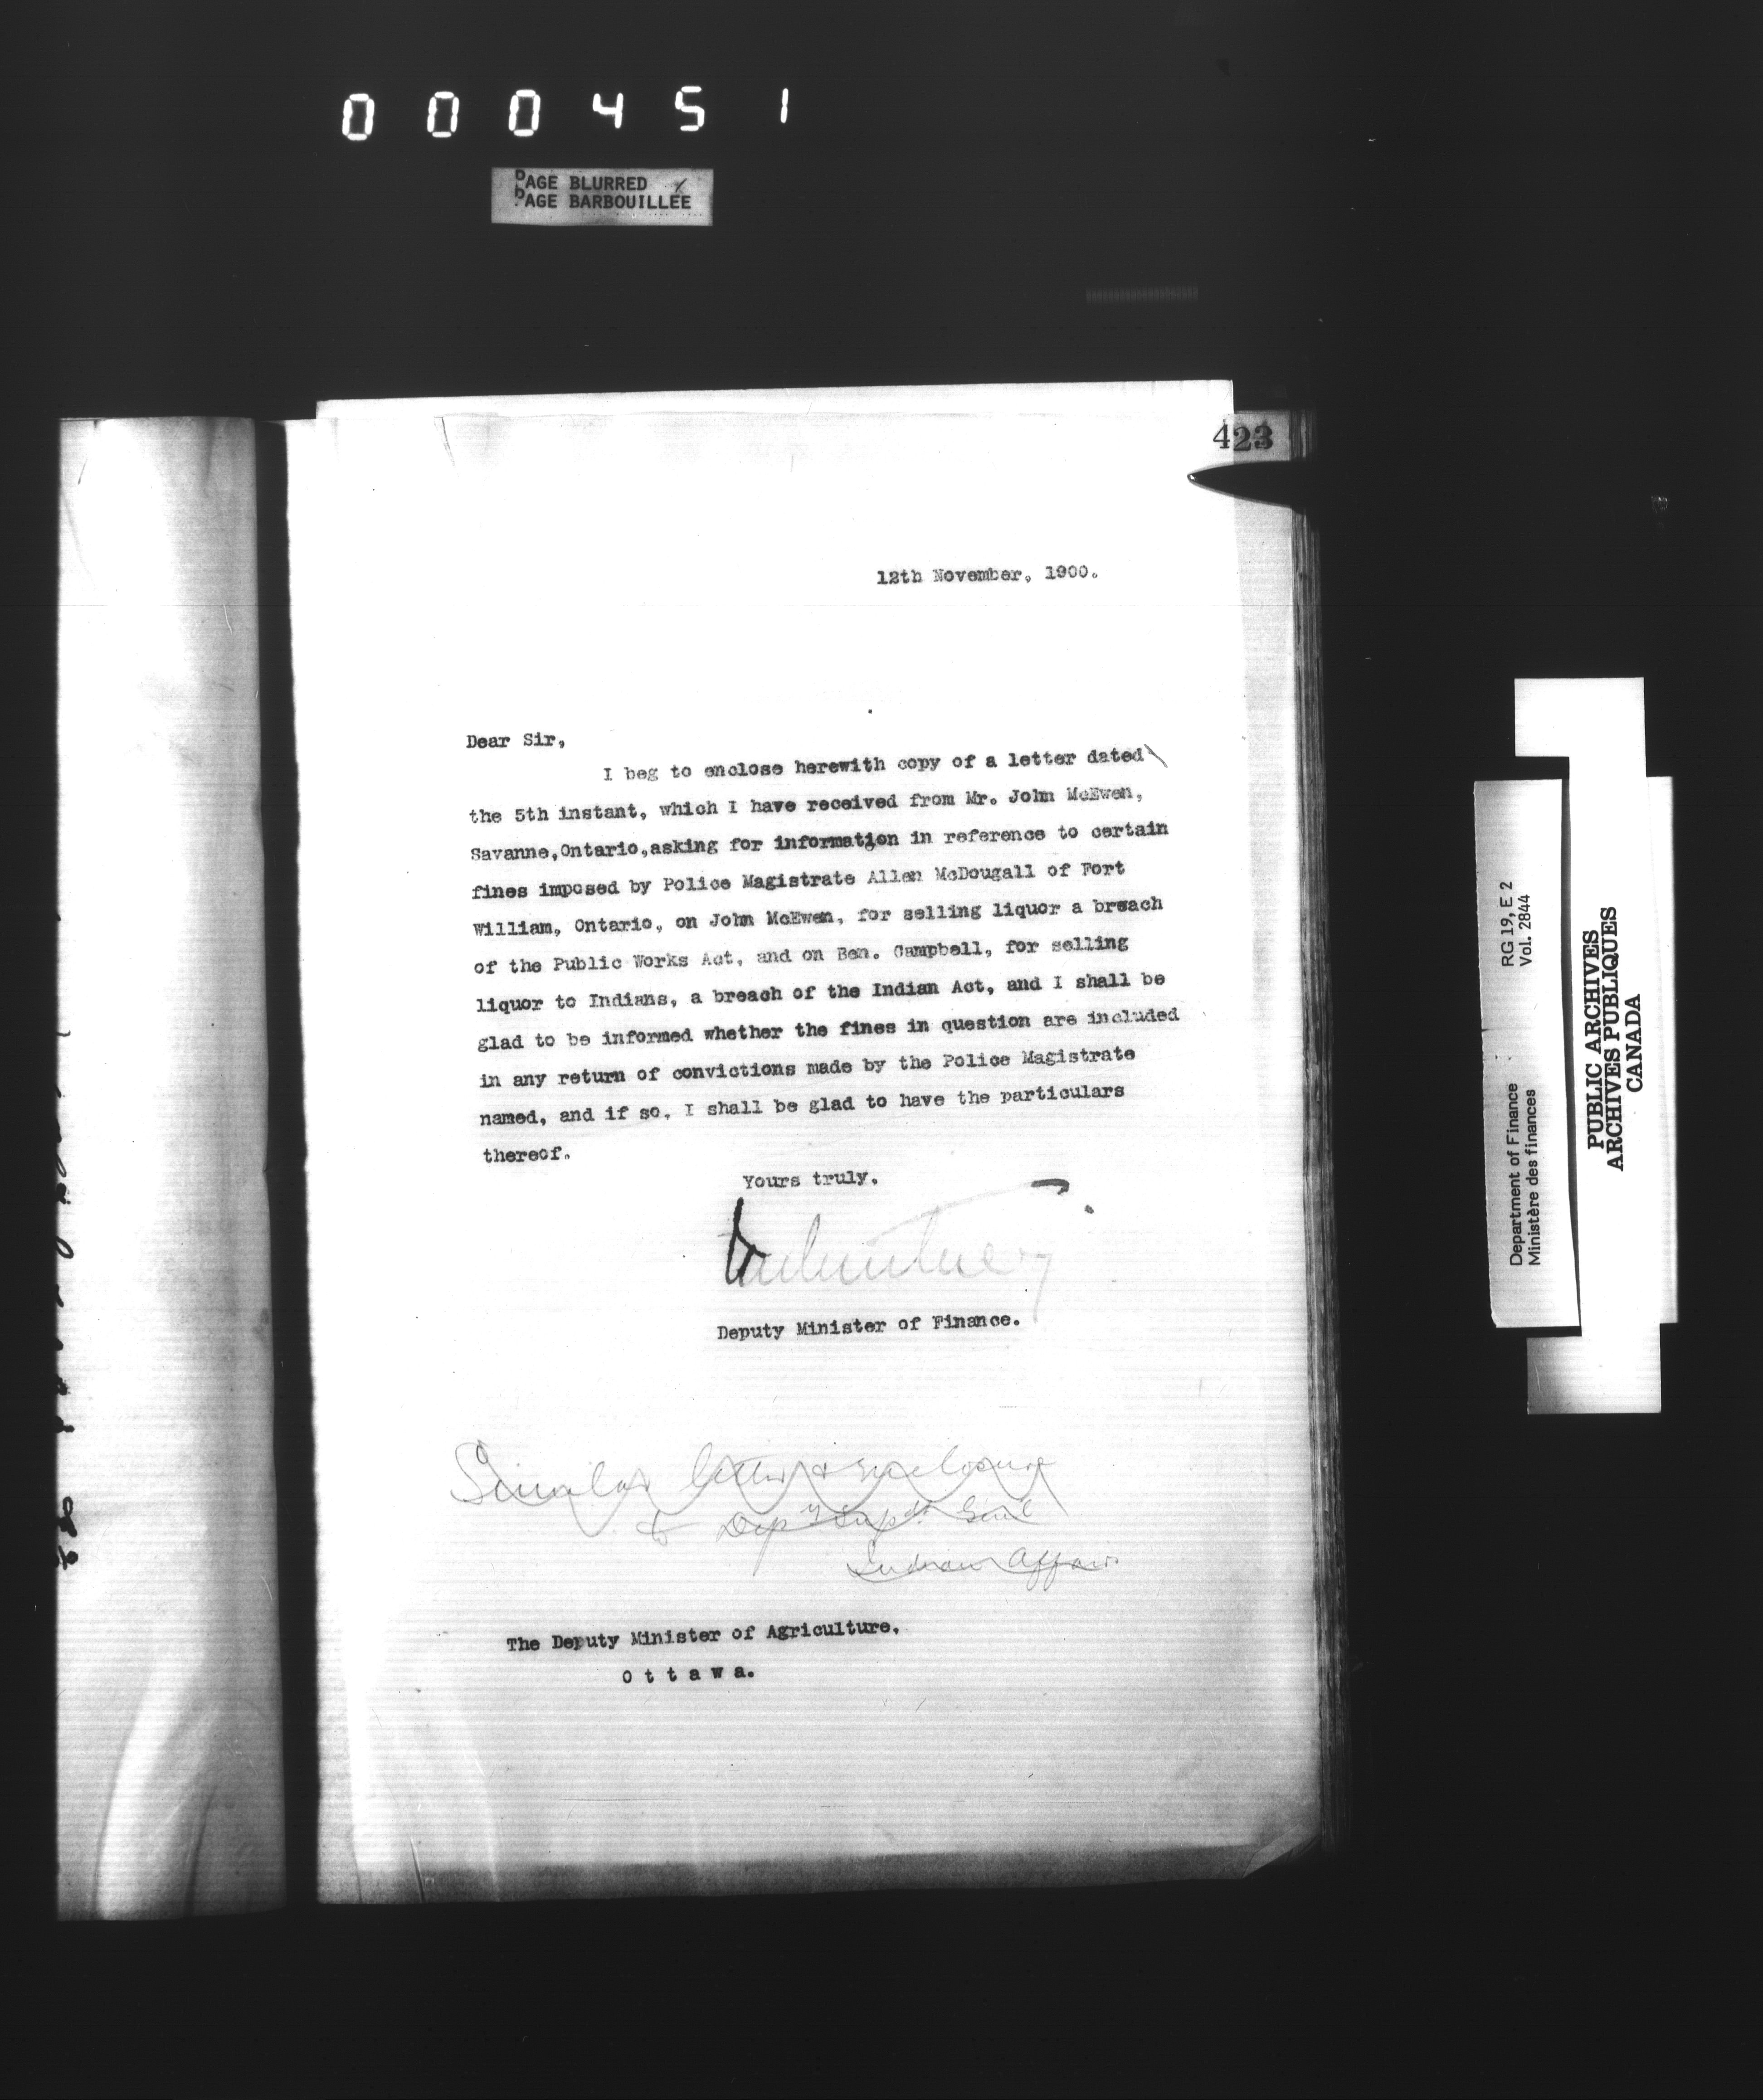 000451
PAGE BLURRED
PAGE BARBOUILLÉE
423
12th November, 1900.
Dear Sir,
I beg to enclose herewith copy of a letter dated
the 5th instant, which I have received from Mr. John McEwen,
Savanne, Ontario, asking for information in reference to certain
fines imposed by Police Magistrate Allen McDougall of Fort
William, Ontario, on John McEwen, for selling liquor a breach
of the Public Works Act, and on Ben. Campbell, for selling
liquor to Indians, a breach of the Indian Act, and I shall be
glad to be informed whether the fines in question are included
in any return of convictions made by the Police Magistrate
named, and if so, I shall be glad to have the particulars
thereof.
Yours truly.
Deputy Minister of Finance.
Similar letter & enclosure
to Depy Supdt Genl
Indian Affairs
The Deputy Minister of Agriculture.
Ottawa.
Department of Finance RG 19, E 2
Ministère des finances Vol. 2844
PUBLIC ARCHIVES
ARCHIVES PUBLIQUES
CANADA